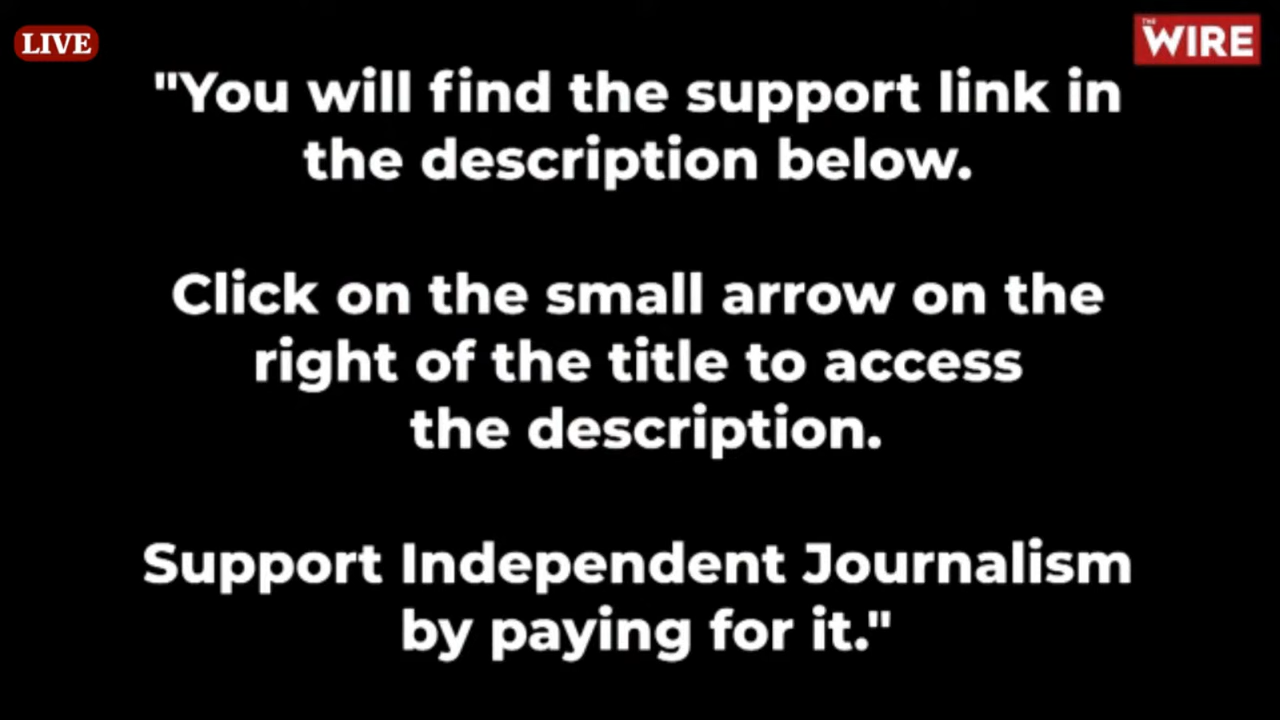 LIVE
THE
WIRE
"You will find the support link in
the description below.
Click on the small arrow on the
right of the title to access
the description.
Support Independent Journalism
by paying for it."